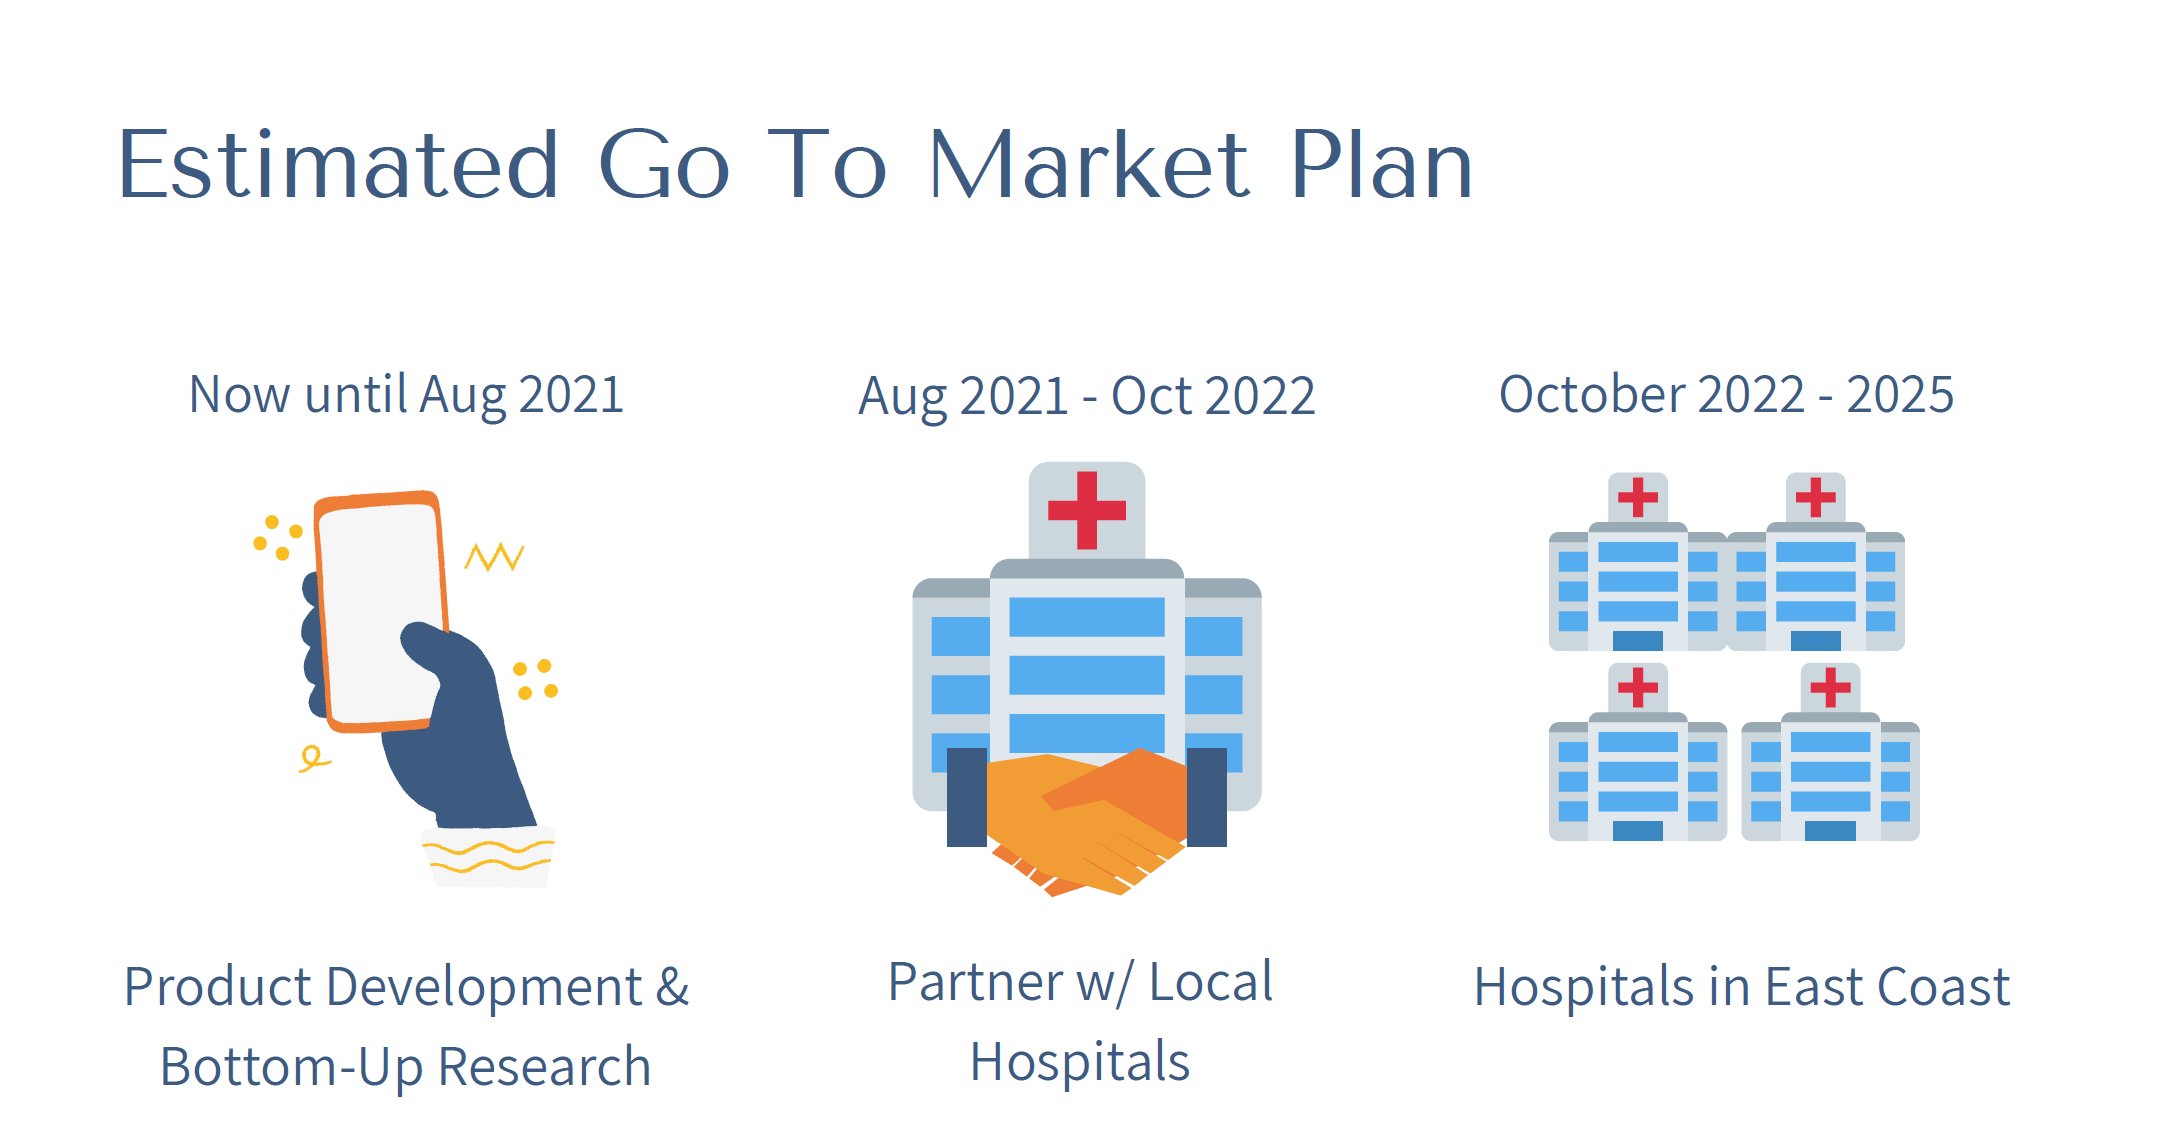 Estimated Go To Market Plan
Now until Aug 2021
Aug 2021 - Oct 2022
October 2022 - 2025
Product Development &
Bottom-Up Research
Partner w/ Local
Hospitals
Hospitals in East Coast